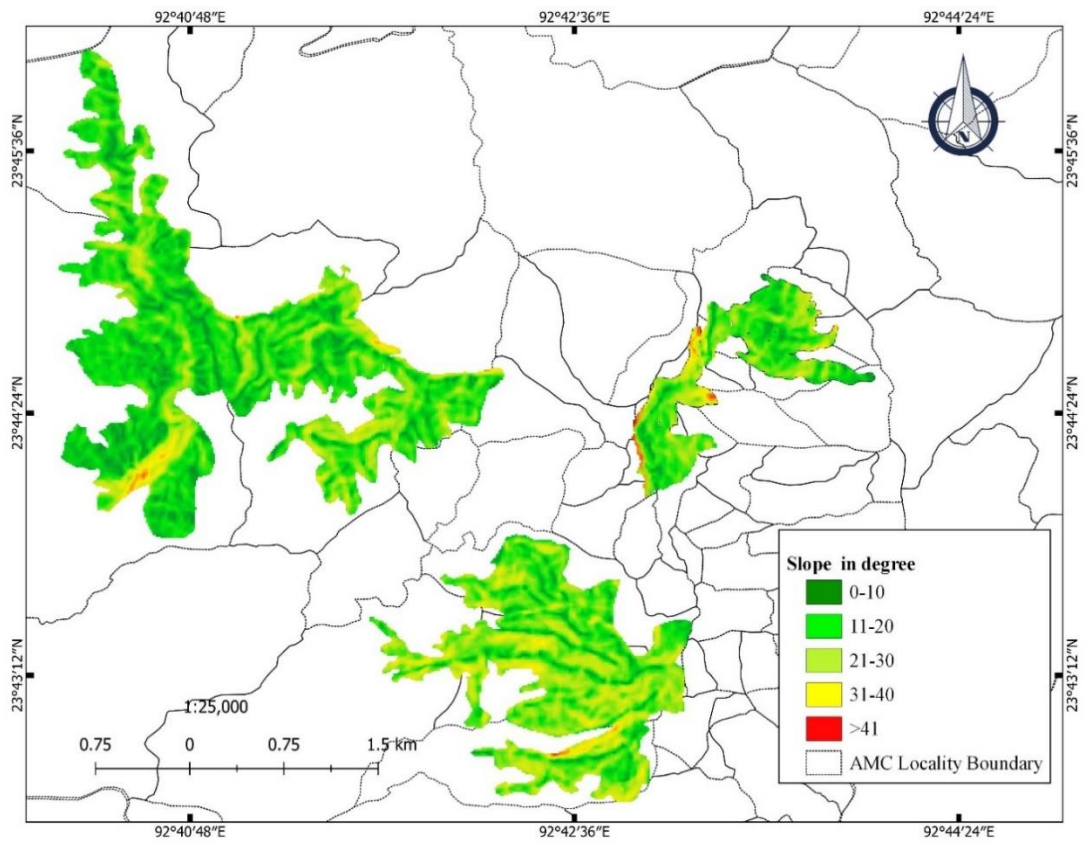 92°40′48″E 92°42′36″E 92°44′24″E
23°45′36″N 23°45′36″N
N
23°44′24″N 23°44′24″N
Slope in degree
0-10
11-20
21-30
31-40
>41
AMC Locality Boundary
23°43′12″N 23°43′12″N
1:25,000
0.75 0 0.75 1.5 km
92°40′48″E 92°42′36″E 92°44′24″E